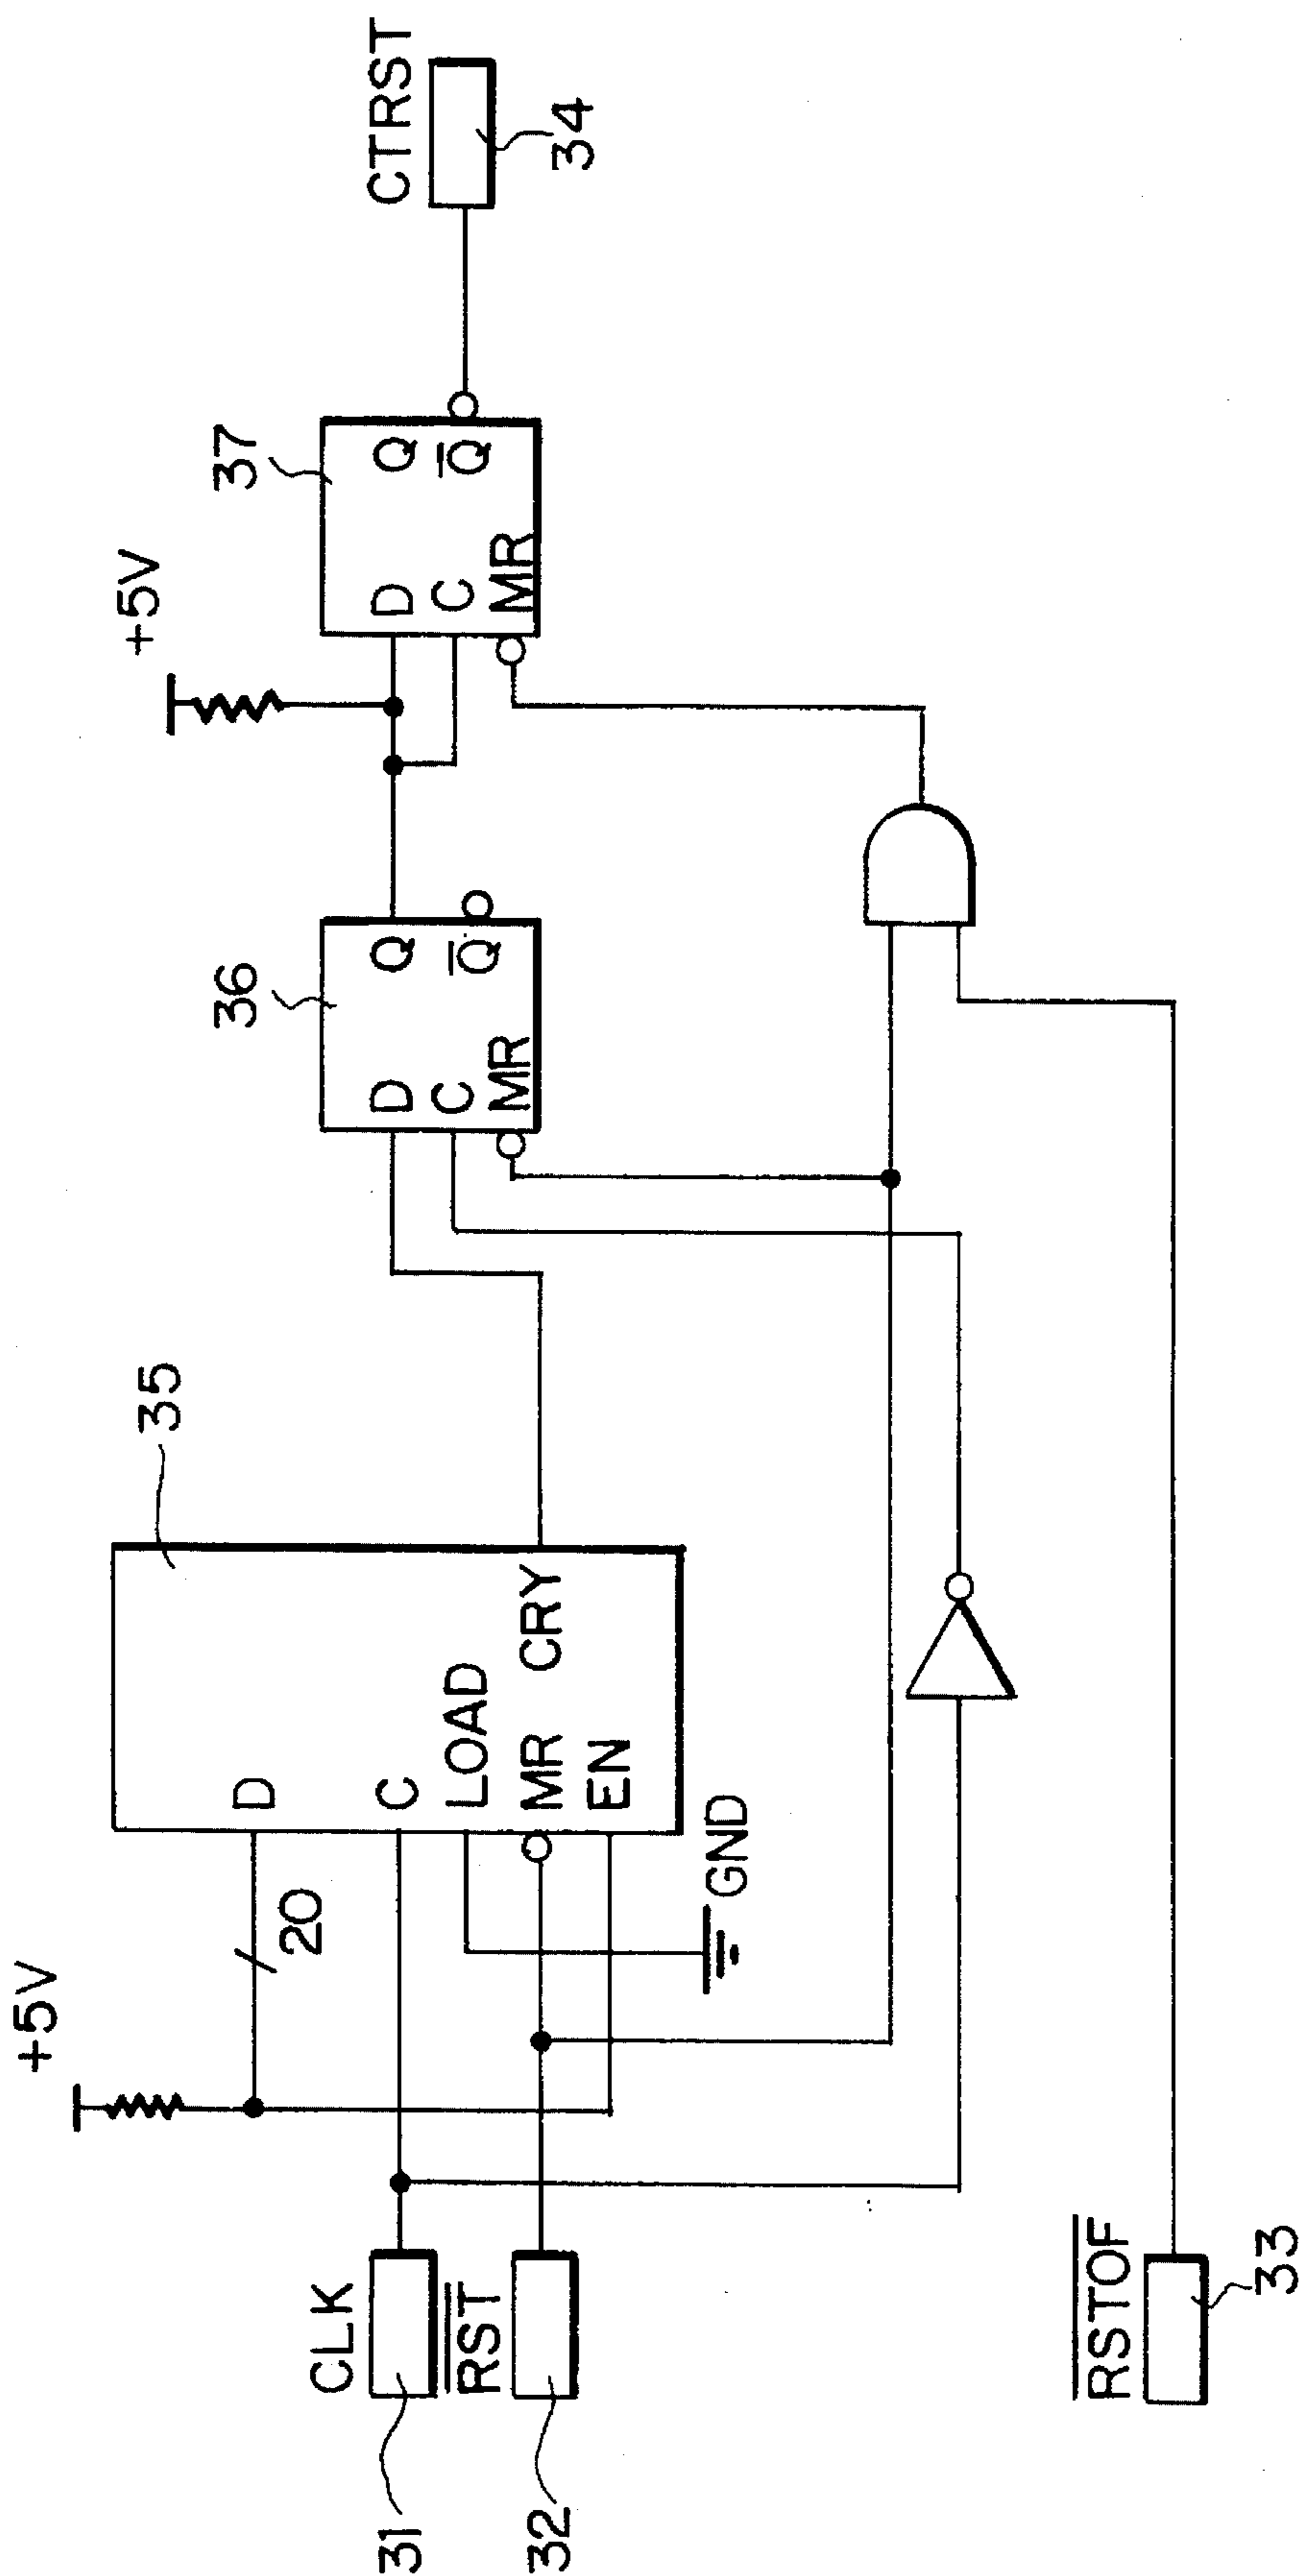 +5V
20
35
D
C
LOAD
MR
CRY
EN
GND
CLK
31
RST
32
RSTOF
33
36
D
Q
C
Q
MR
+5V
37
D
Q
C
Q
MR
CTRST
34